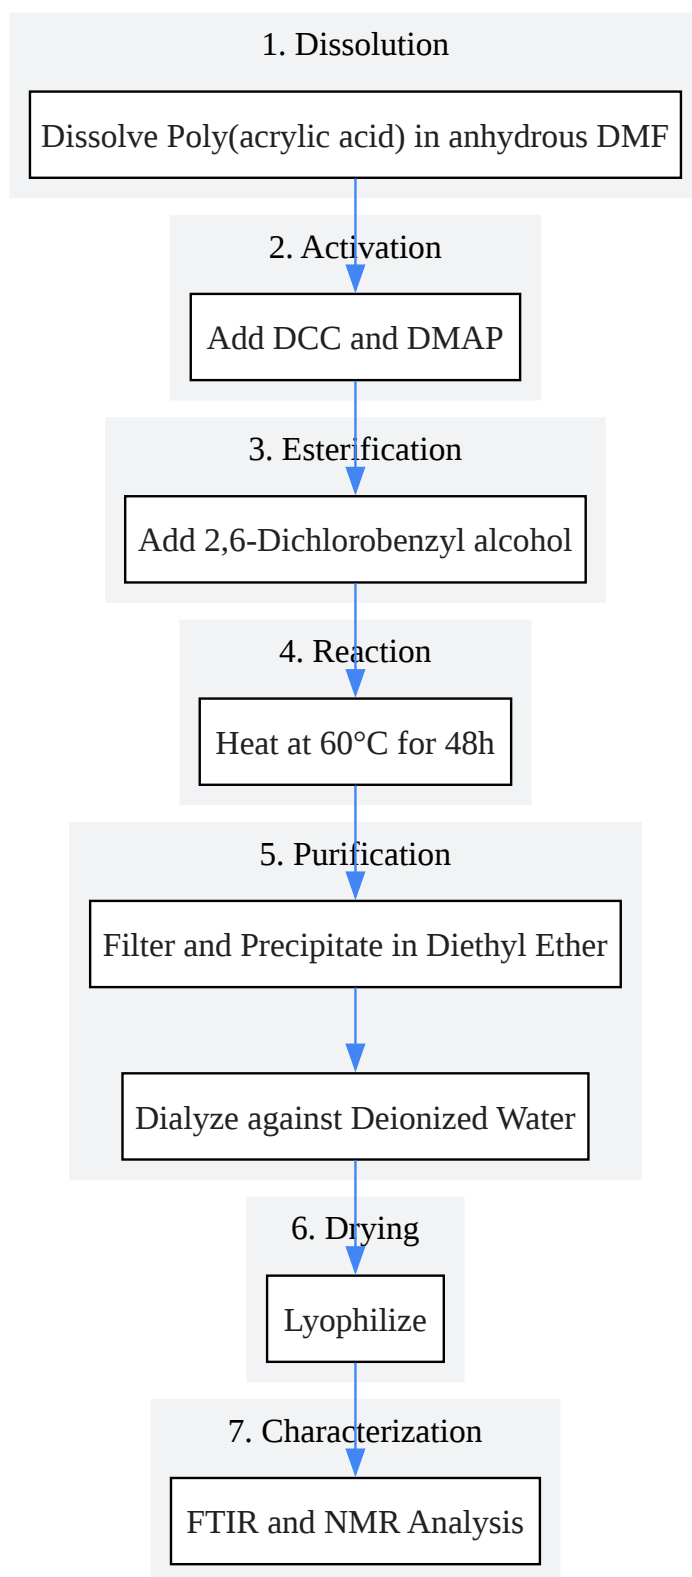 1. Dissolution
Dissolve Poly(acrylic acid) in anhydrous DMF
2. Activation
Add DCC and DMAP
3. Esterification
Add 2,6-Dichlorobenzyl alcohol
4. Reaction
Heat at 60°C for 48h
5. Purification
Filter and Precipitate in Diethyl Ether
Dialyze against Deionized Water
6. Drying
Lyophilize
7. Characterization
FTIR and NMR Analysis